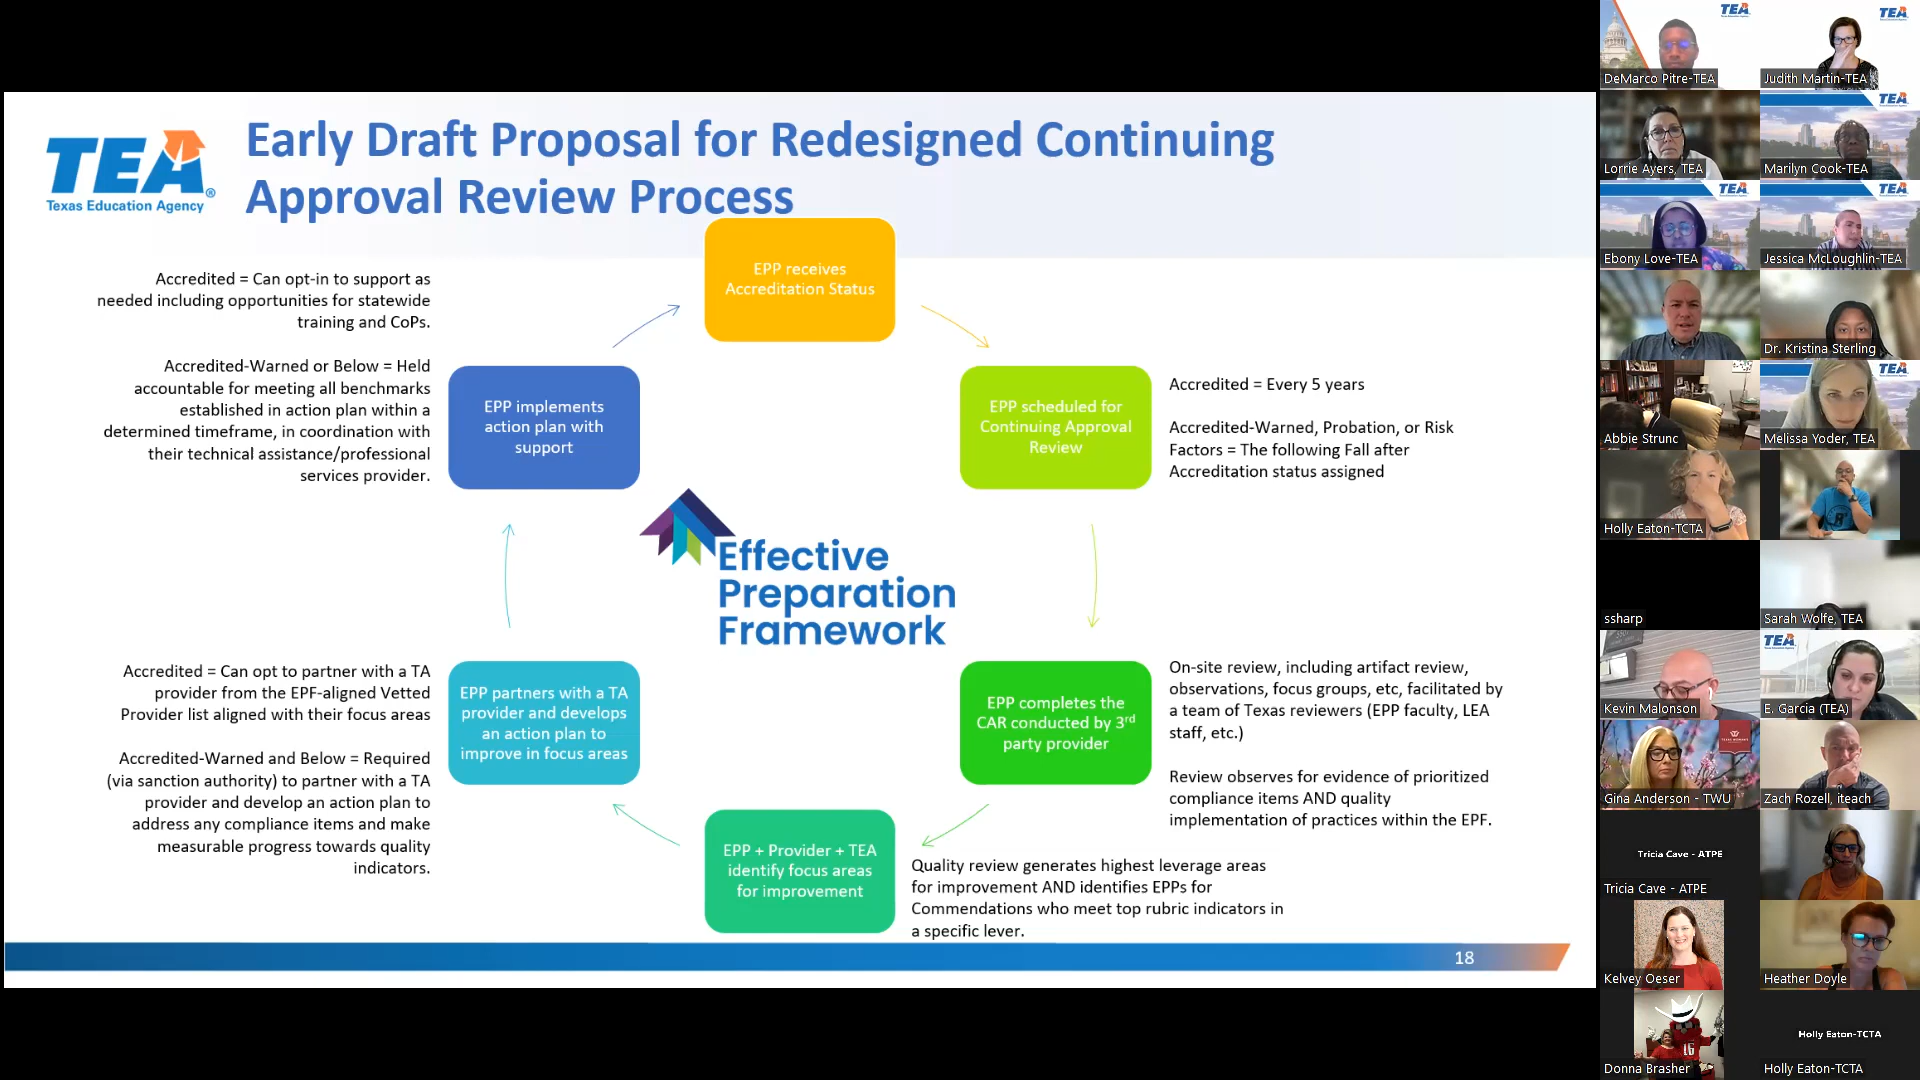 TEA
Texas Education Agency
Early Draft Proposal for Redesigned Continuing
Approval Review Process
EPP receives
Accreditation Status
Accredited = Can opt-in to support as
needed including opportunities for statewide
training and CoPs.
Accredited-Warned or Below = Held
accountable for meeting all benchmarks
established in action plan within a
determined timeframe, in coordination with
their technical assistance/professional
services provider.
EPP implements
action plan with
support
EPP scheduled for
Continuing Approval
Review
Accredited = Every 5 years
Accredited-Warned, Probation, or Risk
Factors = The following Fall after
Accreditation status assigned
Effective
Preparation
Framework
Accredited = Can opt to partner with a TA
provider from the EPF-aligned Vetted
Provider list aligned with their focus areas
Accredited-Warned and Below = Required
(via sanction authority) to partner with a TA
provider and develop an action plan to
address any compliance items and make
measurable progress towards quality
indicators.
EPP partners with a TA
provider and develops
an action plan to
improve in focus areas
EPP completes the
CAR conducted by 3rd
party provider
On-site review, including artifact review,
observations, focus groups, etc, facilitated by
a team of Texas reviewers (EPP faculty, LEA
staff, etc.)
Review observes for evidence of prioritized
compliance items AND quality
implementation of practices within the EPF.
EPP + Provider + TEA
identify focus areas
for improvement
Quality review generates highest leverage areas
for improvement AND identifies EPPs for
Commendations who meet top rubric indicators in
a specific lever.
18
TEA
TEA
DeMarco Pitre-TEA
Judith Martin-TEA
TEA
Lorrie Ayers, TEA
Marilyn Cook-TEA
TEA
TEA
Ebony Love-TEA
Jessica McLoughlin-TEA
Dr. Kristina Sterling
TEA
Abbie Strunc
Melissa Yoder, TEA
Holly Eaton-TCTA
ssharp
Sarah Wolfe, TEA
TEA
Kevin Malonson
E. Garcia (TEA)
Gina Anderson - TWU
Zach Rozell, iteach
Tricia Cave - ATPE
Tricia Cave - ATPE
Kelvey Oeser
Heather Doyle
Holly Eaton-TCTA
Donna Brasher
Holly Eaton-TCTA